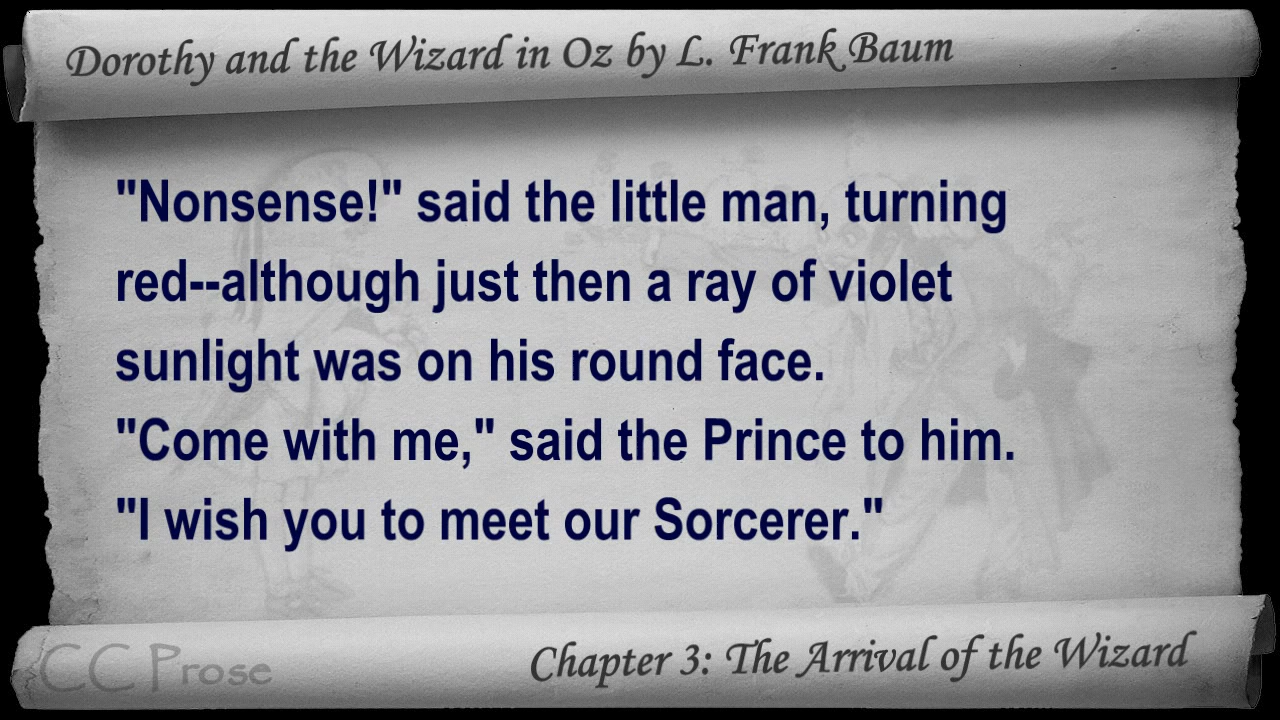 Dorothy and the Wizard in Oz by L. Frank Baum
"Nonsense!" said the little man, turning
red--although just then a ray of violet
sunlight was on his round face.
"Come with me," said the Prince to him.
"I wish you to meet our Sorcerer."
CC Prose
Chapter 3: The Arrival of the Wizard